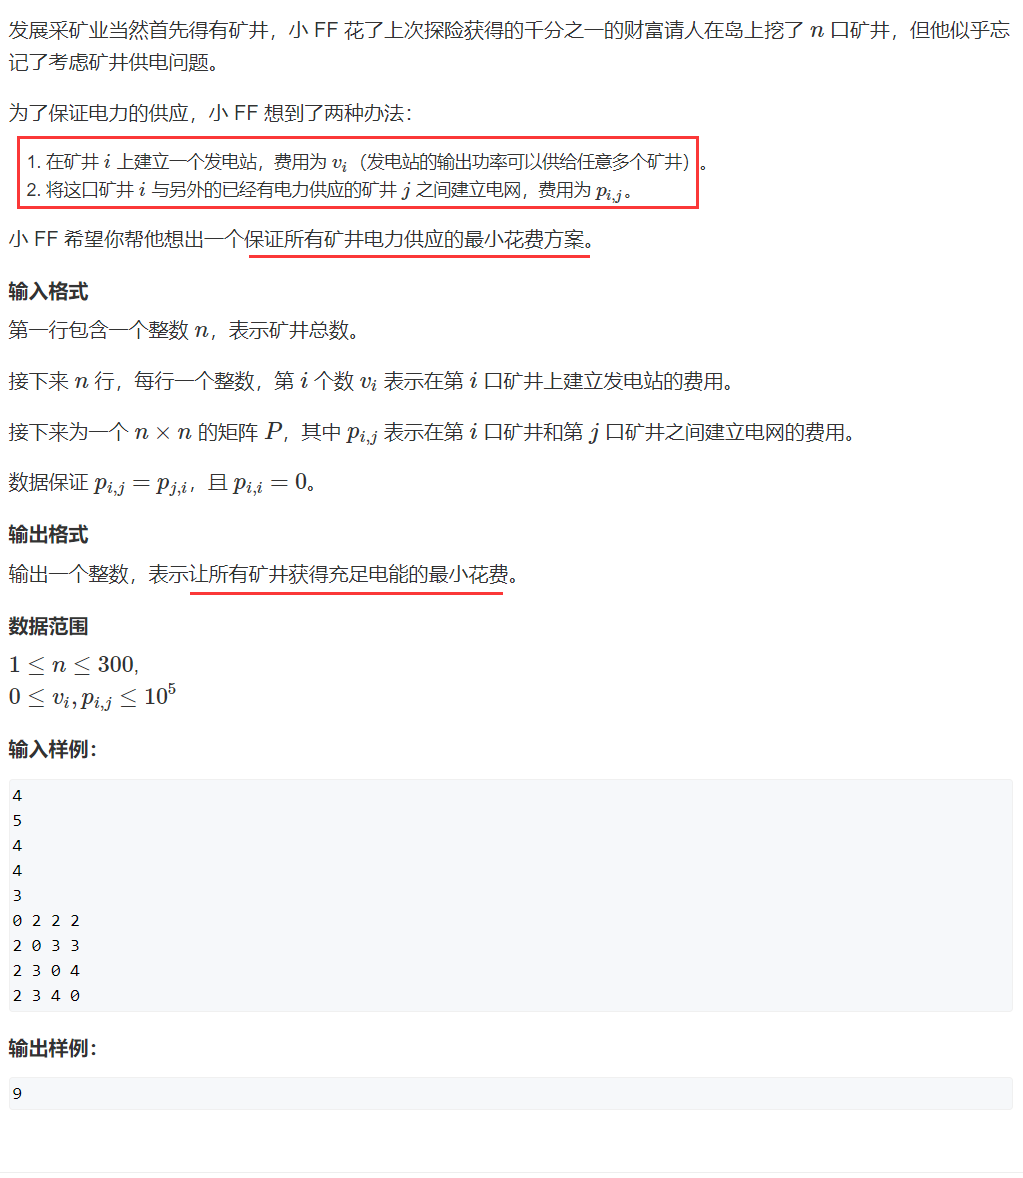 发展采矿业当然首先得有矿井，小 FF 花了上次探险获得的千分之一的财富请人在岛上挖了 n 口矿井，但他似乎忘
记了考虑矿井供电问题。
为了保证电力的供应，小 FF 想到了两种办法：
1. 在矿井 i 上建立一个发电站，费用为 v_i（发电站的输出功率可以供给任意多个矿井）。
2. 将这口矿井 i 与另外的已经有电力供应的矿井 j 之间建立电网，费用为 p_{i,j}。
小 FF 希望你帮他想出一个保证所有矿井电力供应的最小花费方案。
输入格式
第一行包含一个整数 n，表示矿井总数。
接下来 n 行，每行一个整数，第 i 个数 v_i 表示在第 i 口矿井上建立发电站的费用。
接下来为一个 n × n 的矩阵 P，其中 p_{i,j} 表示在第 i 口矿井和第 j 口矿井之间建立电网的费用。
数据保证 p_{i,j} = p_{j,i}，且 p_{i,i} = 0。
输出格式
输出一个整数，表示让所有矿井获得充足电能的最小花费。
数据范围
1 ≤ n ≤ 300,
0 ≤ v_i, p_{i,j} ≤ 10^5
输入样例：
4
5
4
4
3
0 2 2 2
2 0 3 3
2 3 0 4
2 3 4 0
输出样例：
9